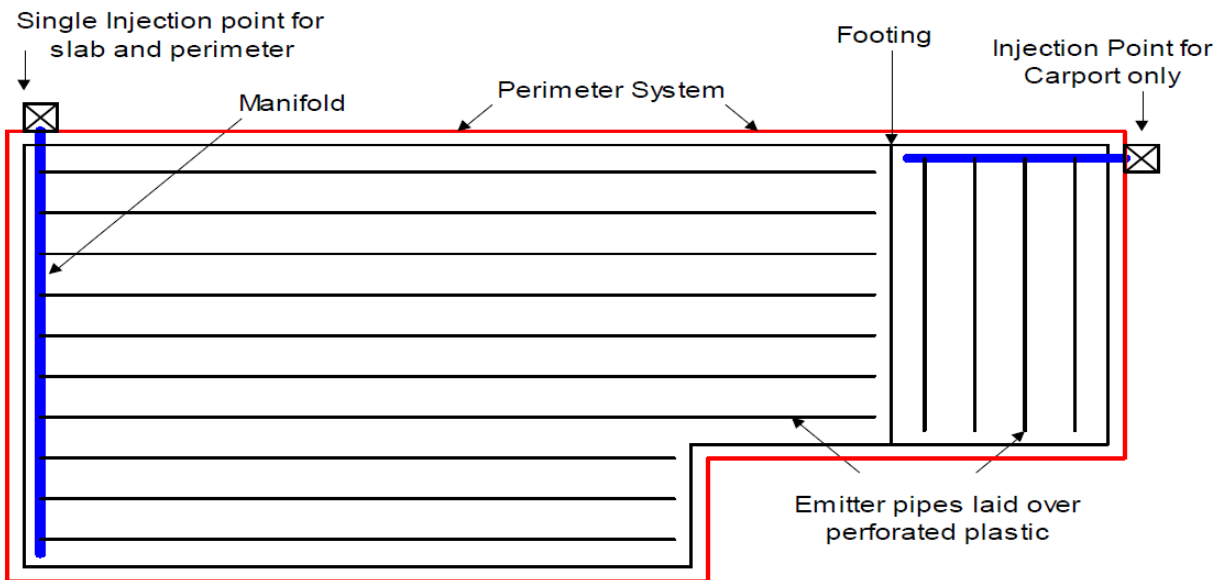 Single Injection point for
slab and perimeter
Manifold
Perimeter System
Footing
Injection Point for
Carport only
Emitter pipes laid over
perforated plastic